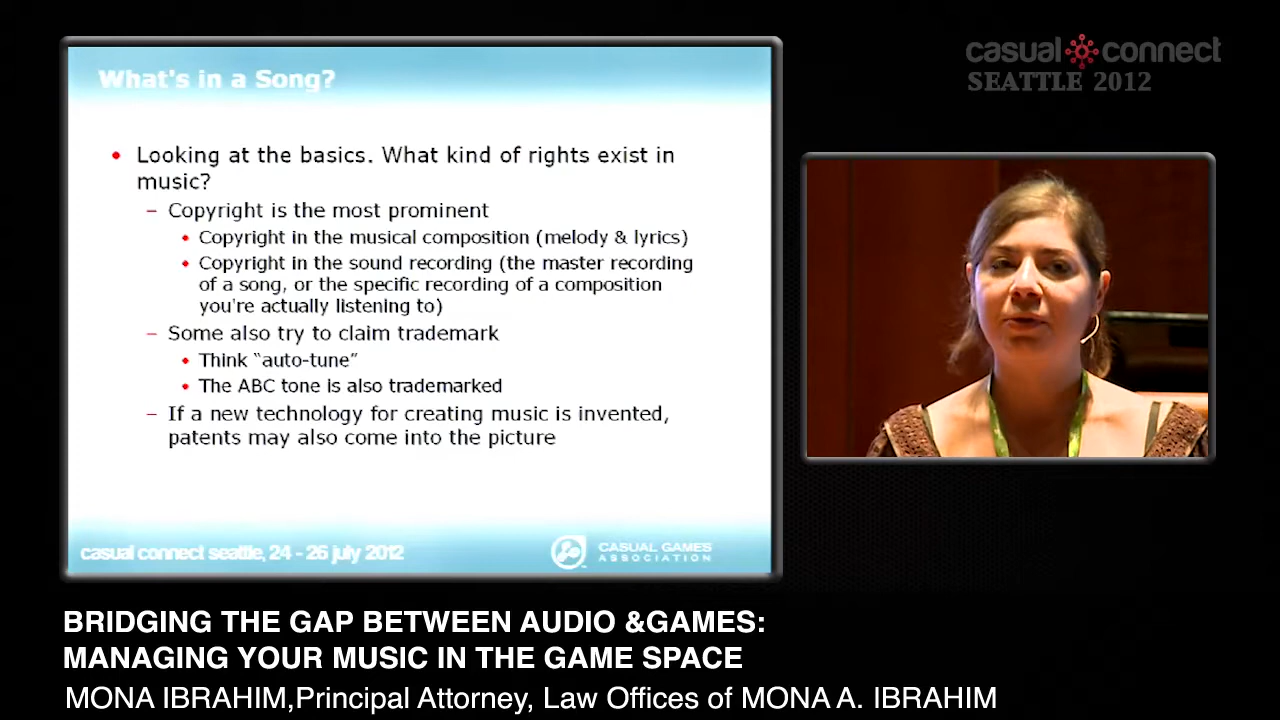 What's in a Song?
• Looking at the basics. What kind of rights exist in
music?
– Copyright is the most prominent
• Copyright in the musical composition (melody & lyrics)
• Copyright in the sound recording (the master recording
of a song, or the specific recording of a composition
you're actually listening to)
– Some also try to claim trademark
• Think “auto-tune”
• The ABC tone is also trademarked
– If a new technology for creating music is invented,
patents may also come into the picture
casual connect seattle, 24 - 26 july 2012
CASUAL GAMES
ASSOCIATION
casual connect
SEATTLE 2012
BRIDGING THE GAP BETWEEN AUDIO &GAMES:
MANAGING YOUR MUSIC IN THE GAME SPACE
MONA IBRAHIM,Principal Attorney, Law Offices of MONA A. IBRAHIM